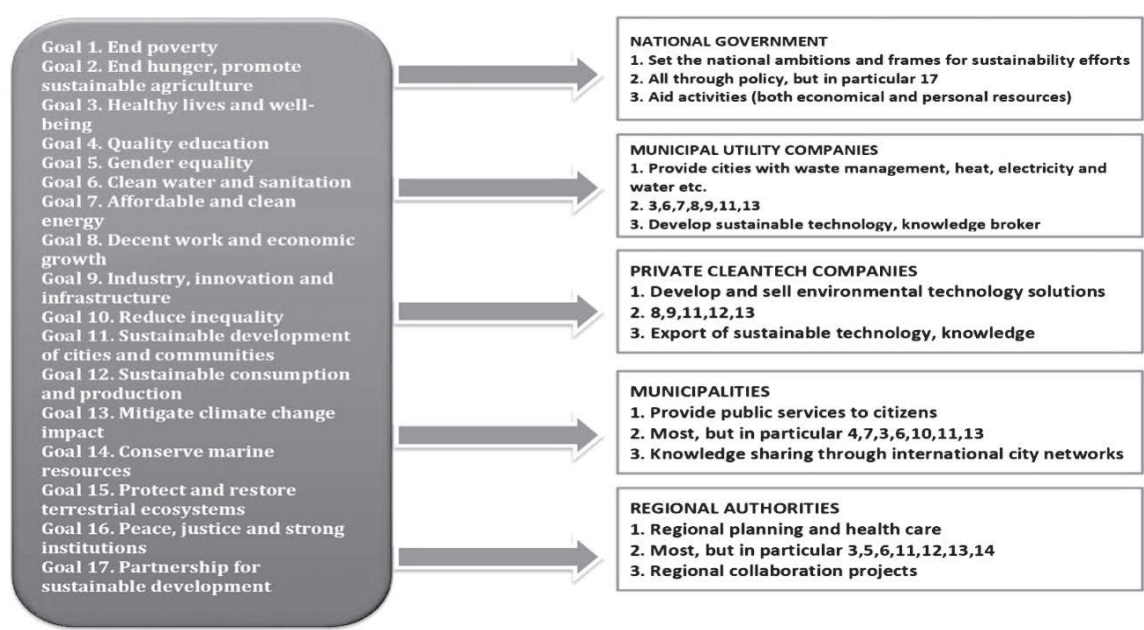 Goal 1. End poverty
Goal 2. End hunger, promote
sustainable agriculture
Goal 3. Healthy lives and well-
being
Goal 4. Quality education
Goal 5. Gender equality
Goal 6. Clean water and sanitation
Goal 7. Affordable and clean
energy
Goal 8. Decent work and economic
growth
Goal 9. Industry, innovation and
infrastructure
Goal 10. Reduce inequality
Goal 11. Sustainable development
of cities and communities
Goal 12. Sustainable consumption
and production
Goal 13. Mitigate climate change
impact
Goal 14. Conserve marine
resources
Goal 15. Protect and restore
terrestrial ecosystems
Goal 16. Peace, justice and strong
institutions
Goal 17. Partnership for
sustainable development
NATIONAL GOVERNMENT
1. Set the national ambitions and frames for sustainability efforts
2. All through policy, but in particular 17
3. Aid activities (both economical and personal resources)
MUNICIPAL UTILITY COMPANIES
1. Provide cities with waste management, heat, electricity and
water etc.
2. 3,6,7,8,9,11,13
3. Develop sustainable technology, knowledge broker
PRIVATE CLEANTECH COMPANIES
1. Develop and sell environmental technology solutions
2. 8,9,11,12,13
3. Export of sustainable technology, knowledge
MUNICIPALITIES
1. Provide public services to citizens
2. Most, but in particular 4,7,3,6,10,11,13
3. Knowledge sharing through international city networks
REGIONAL AUTHORITIES
1. Regional planning and health care
2. Most, but in particular 3,5,6,11,12,13,14
3. Regional collaboration projects